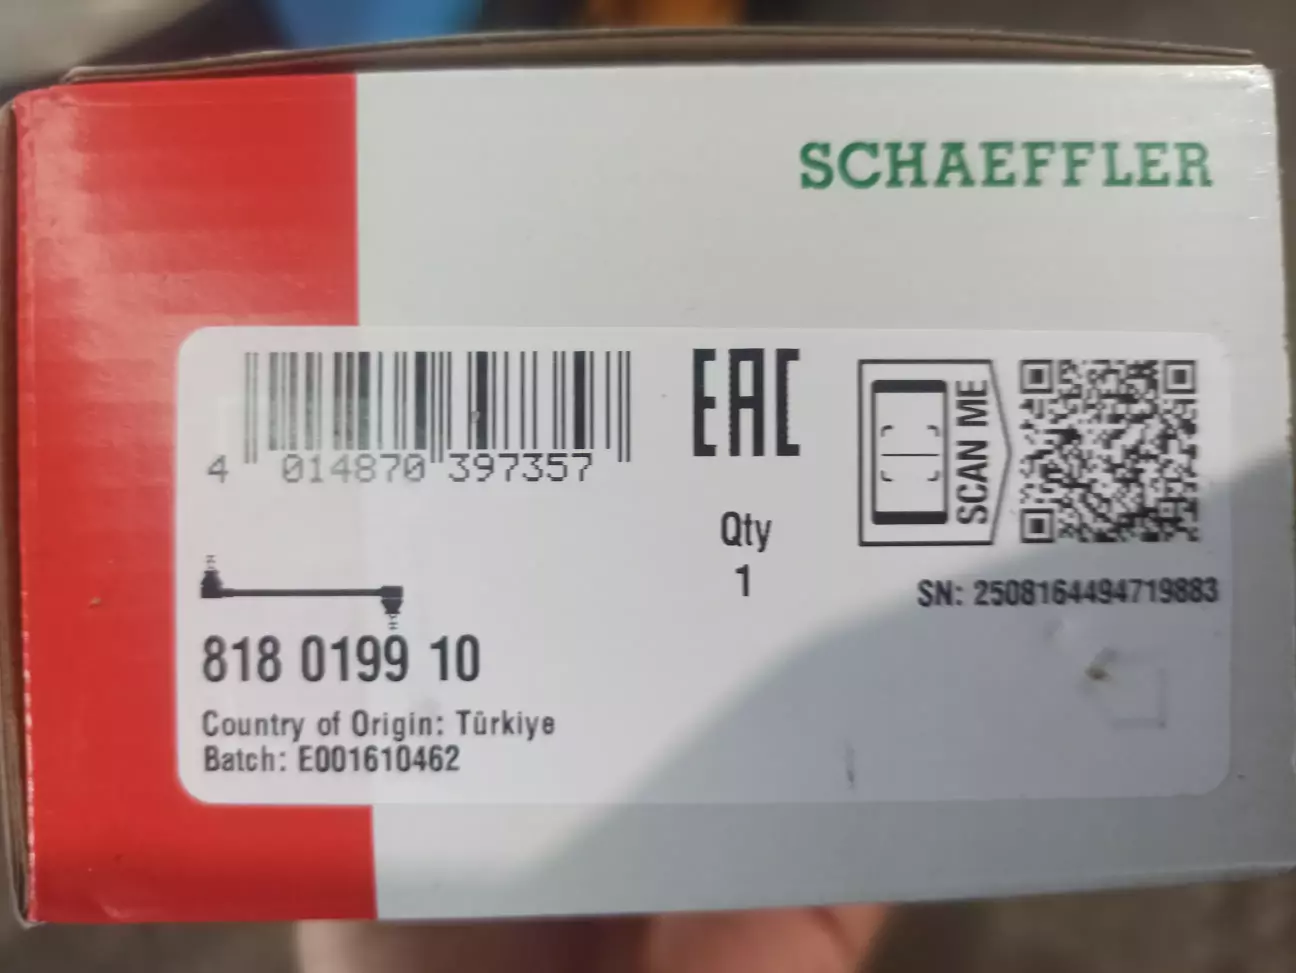 SCHAEFFLER
4 014870 397357
EAC
SCAN ME
Qty
1
SN: 2508164494719883
818 0199 10
Country of Origin: Türkiye
Batch: E001610462